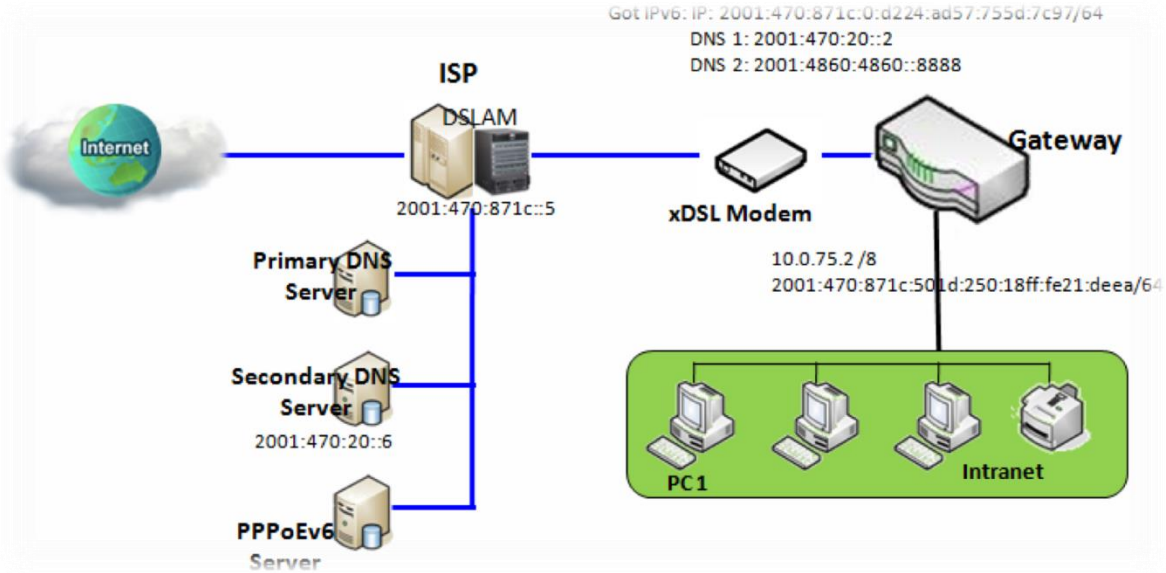 Got IPv6: IP: 2001:470:871c:0:d224:ad57:755d:7c97/64
DNS 1: 2001:470:20::2
DNS 2: 2001:4860:4860::8888
ISP
DSLAM
Internet
Gateway
2001:470:871c::5
xDSL Modem
Primary DNS
Server
10.0.75.2 /8
2001:470:871c:501d:250:18ff:fe21:deea/64
Secondary DNS
Server
2001:470:20::6
PC1
Intranet
PPPoEv6
Server